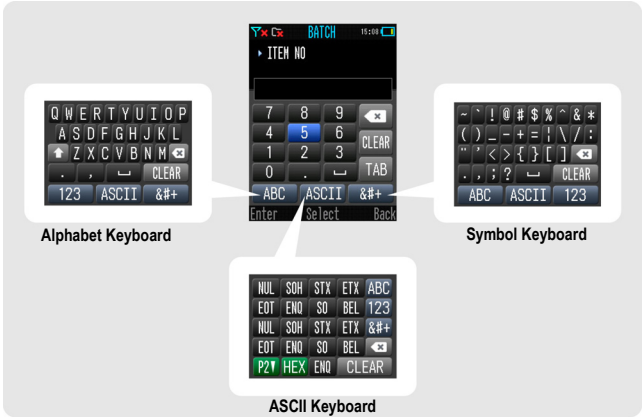 BATCH 15:08
ITEM NO
7 8 9
4 5 6 CLEAR
1 2 3
0 . TAB
ABC ASCII &#+
Enter Select Back
Q W E R T Y U I O P
A S D F G H J K L
Z X C V B N M
. , CLEAR
123 ASCII &#+
Alphabet Keyboard
~ ` ! @ # $ % ^ & *
( ) _ - + = ¦ \ / :
" ' < > { } [ ]
. , ; ? CLEAR
ABC ASCII 123
Symbol Keyboard
NUL SOH STX ETX ABC
EOT ENQ SO BEL 123
NUL SOH STX ETX &#+
EOT ENQ SO BEL
P2▼ HEX ENQ CLEAR
ASCII Keyboard